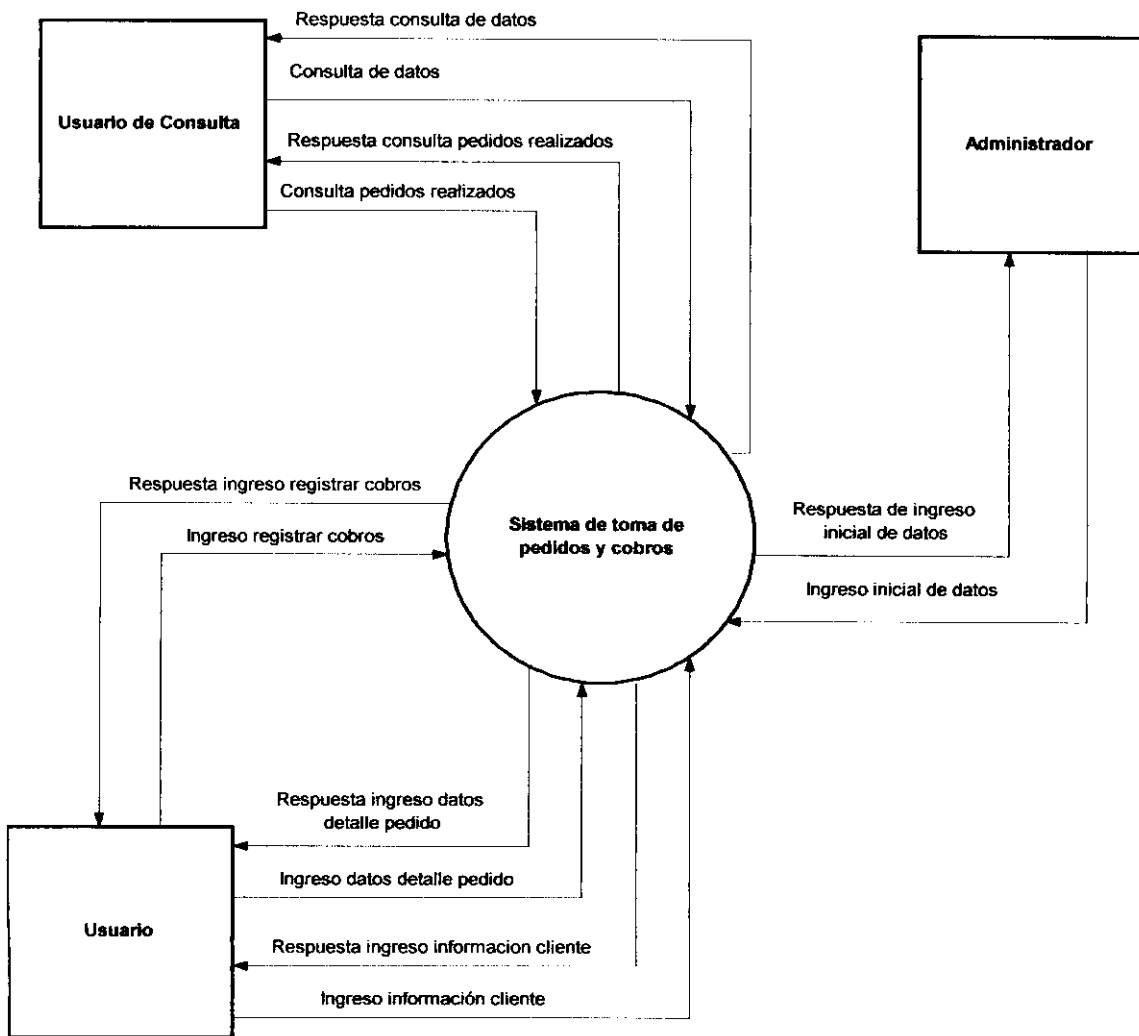 Respuesta consulta de datos
Consulta de datos
Usuario de Consulta
Respuesta consulta pedidos realizados
Consulta pedidos realizados
Administrador
Respuesta ingreso registrar cobros
Ingreso registrar cobros
Sistema de toma de
pedidos y cobros
Respuesta de ingreso
inicial de datos
Ingreso inicial de datos
Respuesta ingreso datos
detalle pedido
Ingreso datos detalle pedido
Usuario
Respuesta ingreso informacion cliente
Ingreso información cliente